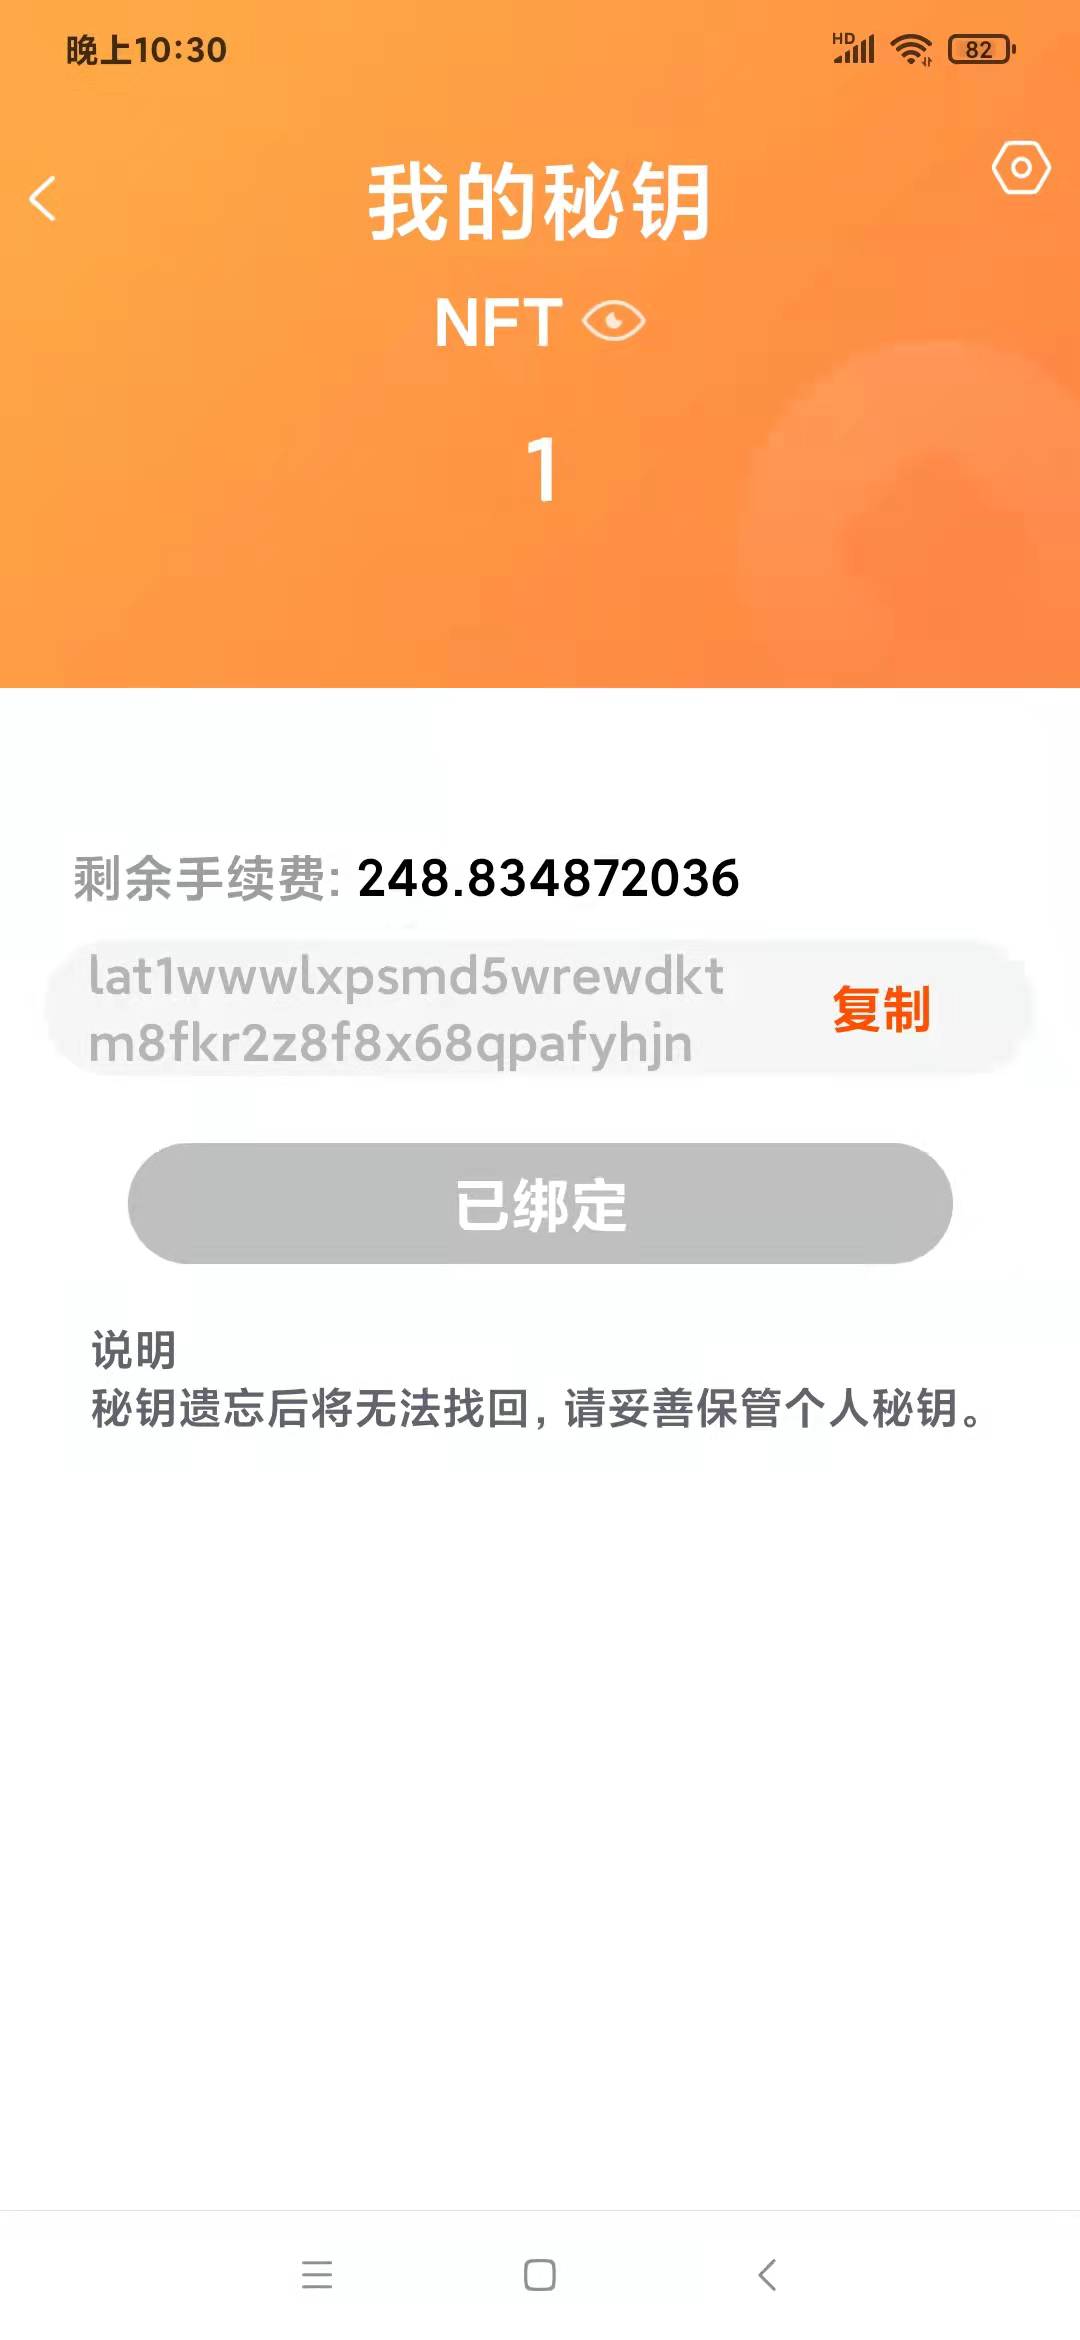 晚上10:30
HD
82
我的秘钥
NFT
1
剩余手续费: 248.834872036
lat1wwwlxpsmd5wrewdkt
m8fkr2z8f8x68qpafyhjn
复制
已绑定
说明
秘钥遗忘后将无法找回，请妥善保管个人秘钥。